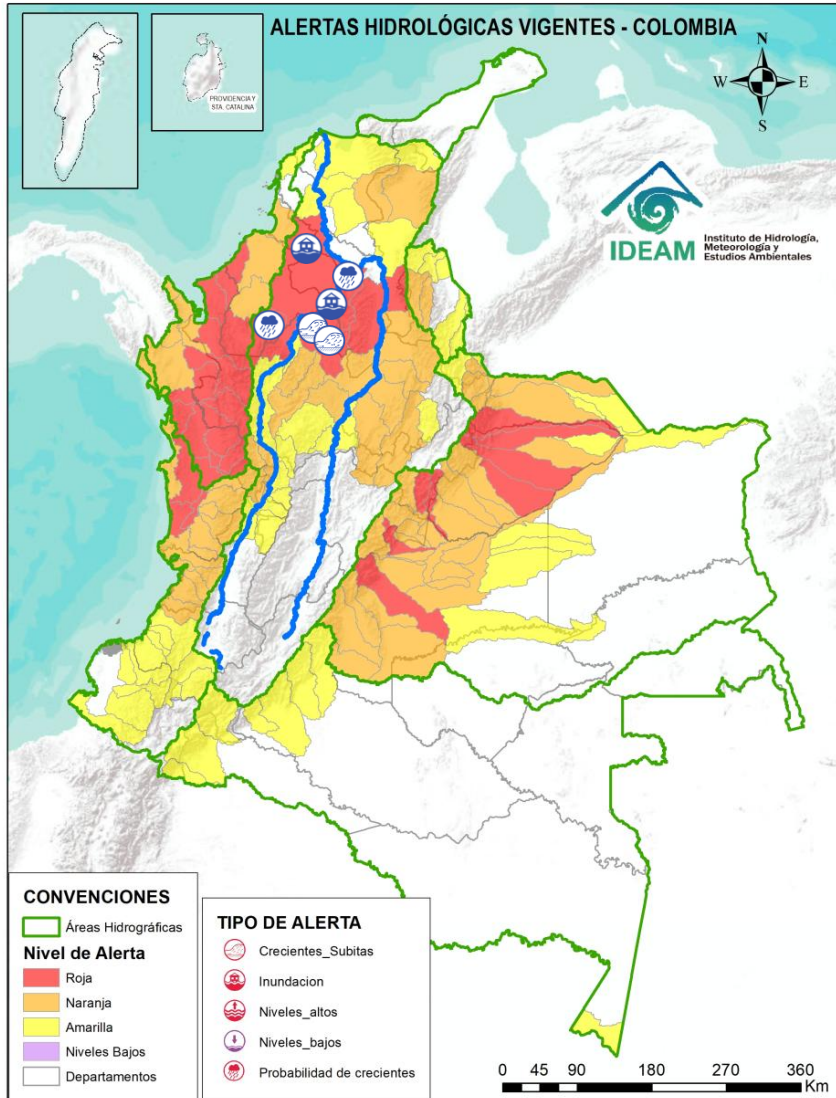 ALERTAS HIDROLÓGICAS VIGENTES - COLOMBIA
PROVIDENCIA Y
STA. CATALINA
N
W
E
S
IDEAM
Instituto de Hidrología,
Meteorología y
Estudios Ambientales
CONVENCIONES
Áreas Hidrográficas
Nivel de Alerta
Roja
Naranja
Amarilla
Niveles Bajos
Departamentos
TIPO DE ALERTA
Crecientes_Subitas
Inundacion
Niveles_altos
Niveles_bajos
Probabilidad de crecientes
0 45 90 180 270 360
Km